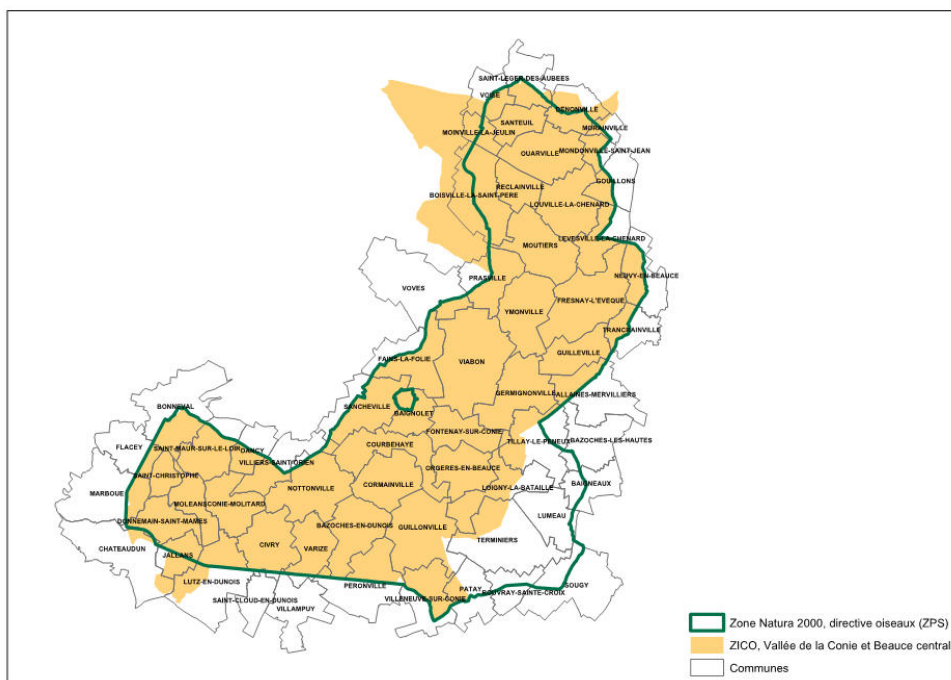 SAINT-LEGER-DES-AUBEES
VOISE
DENONVILLE
SANTEUIL
MORAINVILLE
MOINVILLE-LA-JEULIN
OUARVILLE
MONDONVILLE-SAINT-JEAN
GOUILLONS
RECLAINVILLE
BOISVILLE-LA-SAINT-PERE
LOUVILLE-LA-CHENARD
LEVESVILLE-LA-CHENARD
MOUTIERS
NEUVY-EN-BEAUCE
PRASVILLE
VOVES
FRESNAY-L'EVEQUE
YMONVILLE
TRANCRAINVILLE
GUILLEVILLE
FAINS-LA-FOLIE
VIABON
GERMIGNONVILLE
ALLAINES-MERVILLIERS
SANCHEVILLE
BONNEVAL
BAIGNOLET
FONTENAY-SUR-CONIE
TILLAY-LE-PENEUX
BAZOCHES-LES-HAUTES
COURBEHAYE
FLACEY
SAINT-MAUR-SUR-LE-LOIR
DANCY
VILLIERS-SAINT-ORIEN
ORGERES-EN-BEAUCE
SAINT-CHRISTOPHE
BAIGNEAUX
CORMAINVILLE
NOTTONVILLE
LOIGNY-LA-BATAILLE
MARBOUE
MOLEANS
CONIE-MOLITARD
LUMEAU
DONNEMAIN-SAINT-MAMES
BAZOCHES-EN-DUNOIS
GUILLONVILLE
TERMINIERS
CIVRY
VARIZE
CHATEAUDUN
JALLANS
LUTZ-EN-DUNOIS
PERONVILLE
SOUGY
PATAY
ROUVRAY-SAINTE-CROIX
VILLENEUVE-SUR-CONIE
SAINT-CLOUD-EN-DUNOIS
VILLAMPUY
Zone Natura 2000, directive oiseaux (ZPS)
ZICO, Vallée de la Conie et Beauce central
Communes